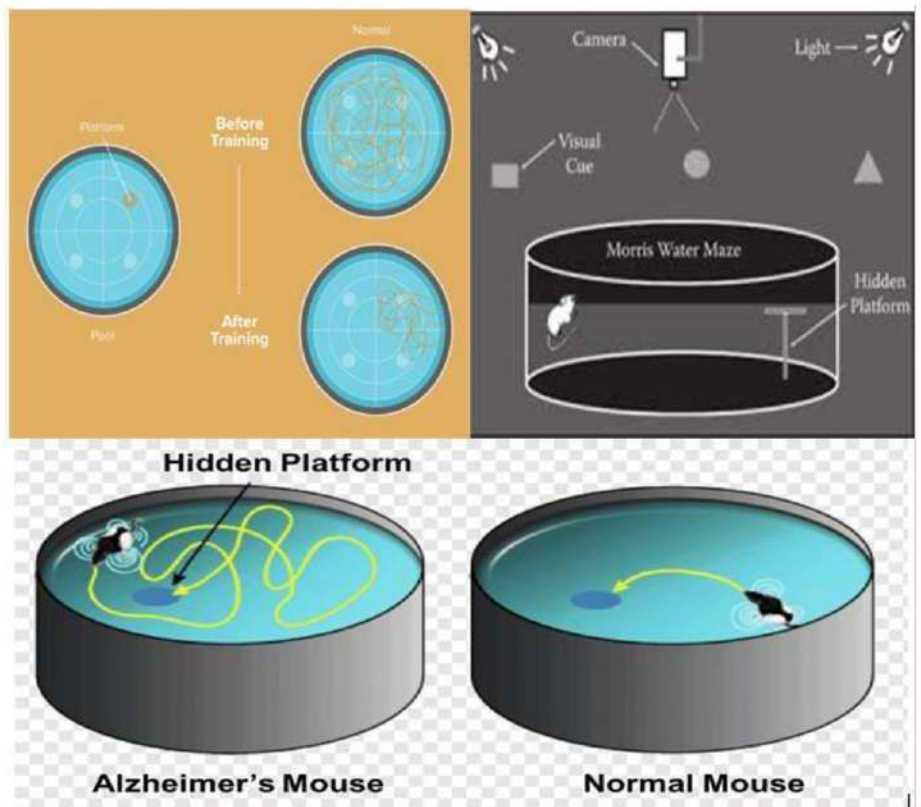 Normal
Platform
Before
Training
After
Training
Pool
Camera
Light
Visual
Cue
Morris Water Maze
Hidden
Platform
Hidden Platform
Alzheimer's Mouse
Normal Mouse